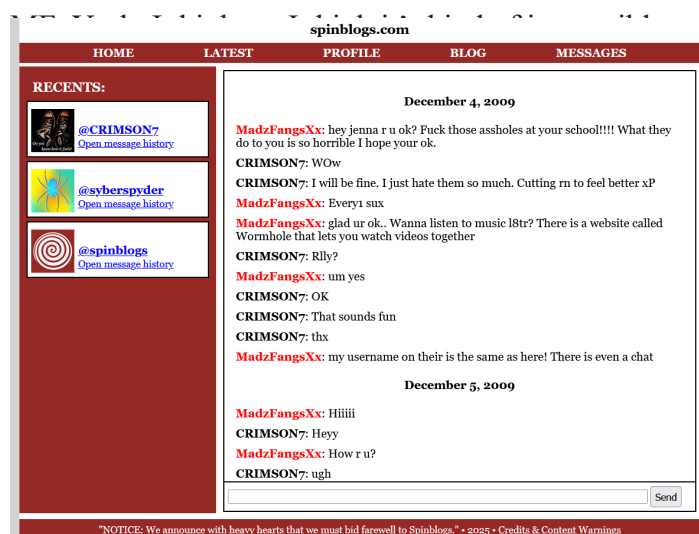 spinblogs.com
HOME LATEST PROFILE BLOG MESSAGES
RECENTS:
@CRIMSON7
Open message history
@syberspyder
Open message history
@spinblogs
Open message history
December 4, 2009
MadzFangsXx: hey jenna r u ok? Fuck those assholes at your school!!!! What they
do to you is so horrible I hope your ok.
CRIMSON7: WOw
CRIMSON7: I will be fine. I just hate them so much. Cutting rn to feel better xP
MadzFangsXx: Every1 sux
MadzFangsXx: glad ur ok.. Wanna listen to music l8tr? There is a website called
Wormhole that lets you watch videos together
CRIMSON7: Rlly?
MadzFangsXx: um yes
CRIMSON7: OK
CRIMSON7: That sounds fun
CRIMSON7: thx
MadzFangsXx: my username on their is the same as here! There is even a chat
December 5, 2009
MadzFangsXx: Hiiiii
CRIMSON7: Heyy
MadzFangsXx: How r u?
CRIMSON7: ugh
Send
"NOTICE: We announce with heavy hearts that we must bid farewell to Spinblogs." • 2025 • Credits & Content Warnings